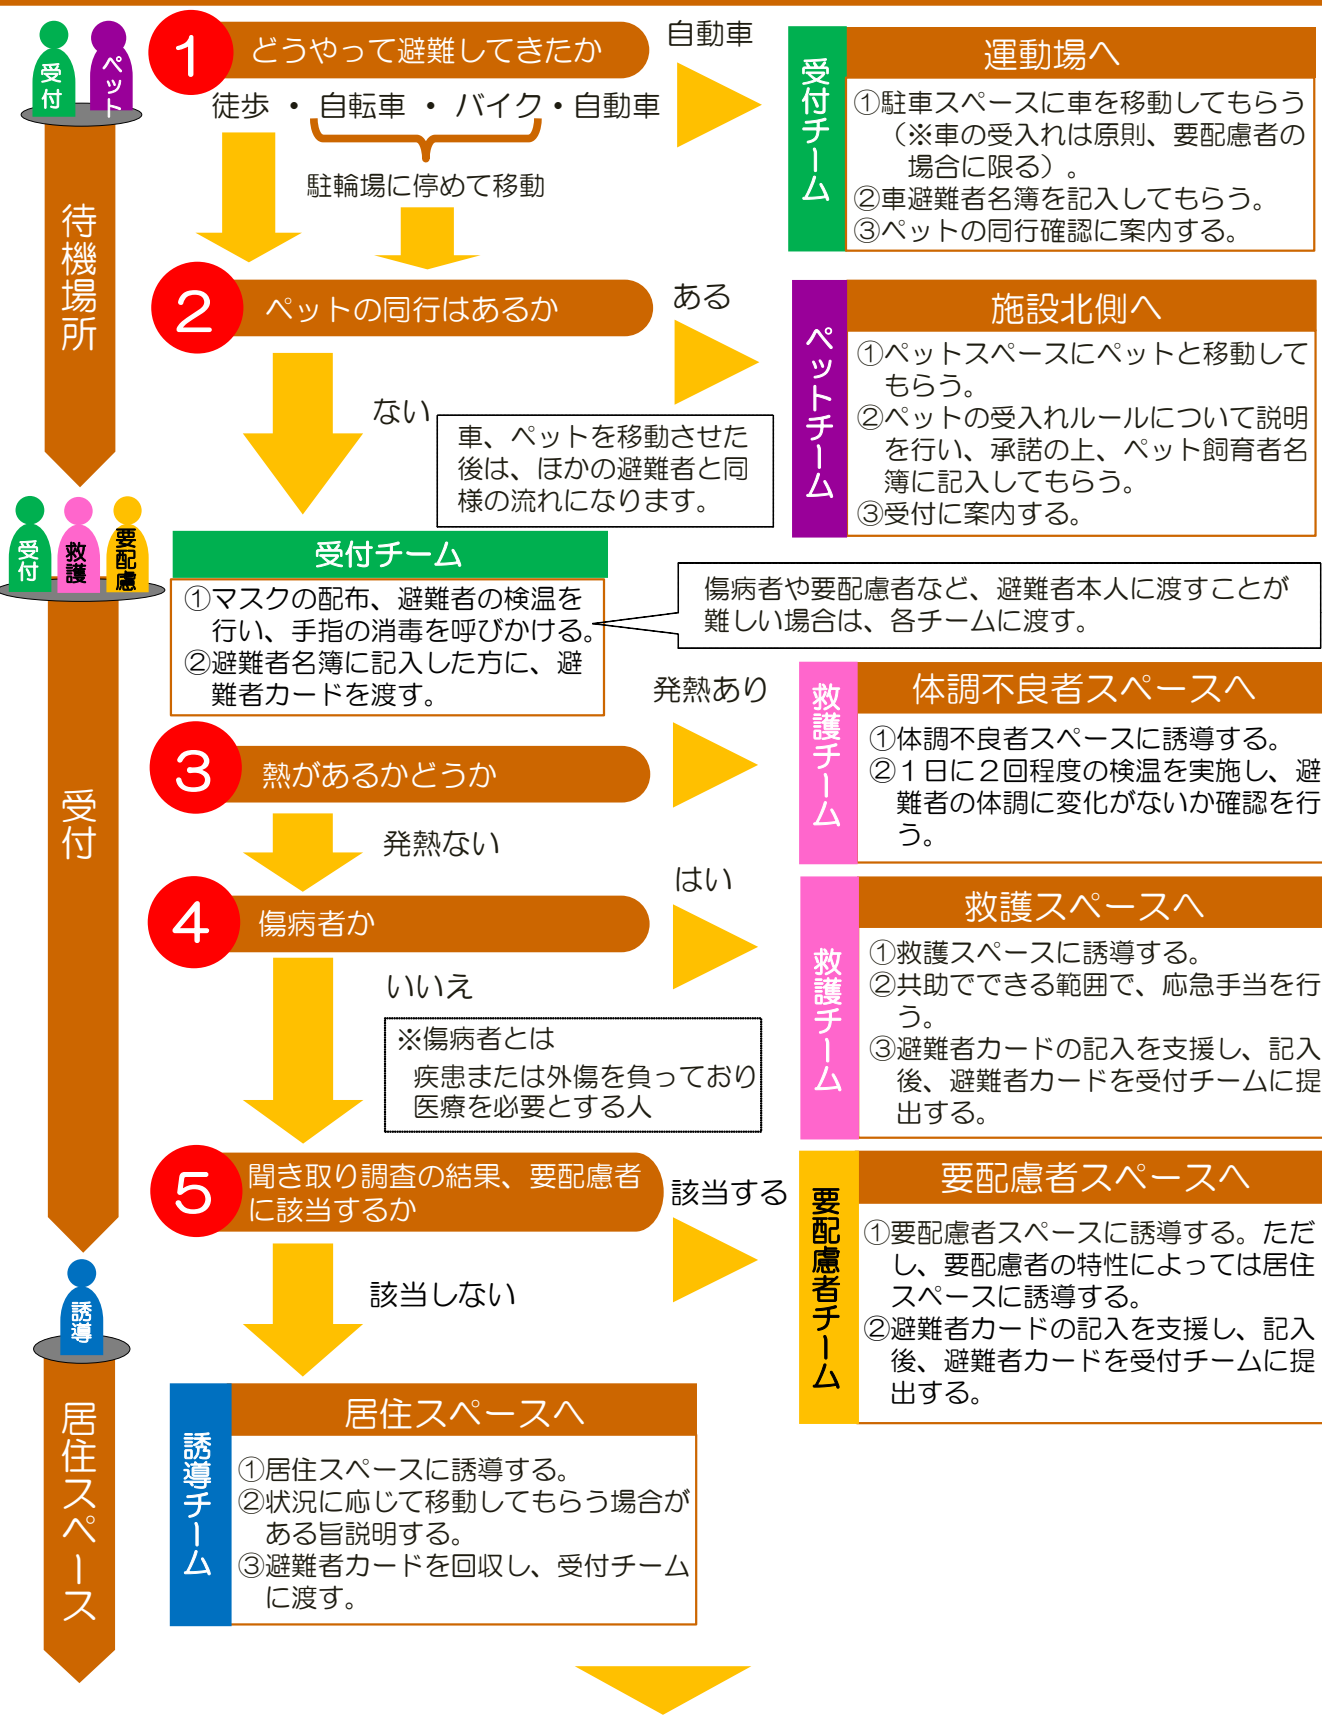 受付
ペット
待機場所
1
どうやって避難してきたか
自動車
徒歩 ・ 自転車 ・ バイク・自動車
駐輪場に停めて移動
受付チーム
運動場へ
①駐車スペースに車を移動してもらう
(※車の受入れは原則、要配慮者の
場合に限る)。
②車避難者名簿を記入してもらう。
③ペットの同行確認に案内する。
2
ペットの同行はあるか
ある
ない
車、ペットを移動させた
後は、ほかの避難者と同
様の流れになります。
ペットチーム
施設北側へ
①ペットスペースにペットと移動して
もらう。
②ペットの受入れルールについて説明
を行い、承諾の上、ペット飼育者名
簿に記入してもらう。
③受付に案内する。
受付
救護
要配慮
受付
受付チーム
①マスクの配布、避難者の検温を
行い、手指の消毒を呼びかける。
②避難者名簿に記入した方に、避
難者カードを渡す。
傷病者や要配慮者など、避難者本人に渡すことが
難しい場合は、各チームに渡す。
3
熱があるかどうか
発熱あり
発熱ない
救護チーム
体調不良者スペースへ
①体調不良者スペースに誘導する。
②1日に2回程度の検温を実施し、避
難者の体調に変化がないか確認を行
う。
4
傷病者か
はい
いいえ
※傷病者とは
疾患または外傷を負っており
医療を必要とする人
救護チーム
救護スペースへ
①救護スペースに誘導する。
②共助でできる範囲で、応急手当を行
う。
③避難者カードの記入を支援し、記入
後、避難者カードを受付チームに提
出する。
5
聞き取り調査の結果、要配慮者
に該当するか
該当する
該当しない
要配慮者チーム
要配慮者スペースへ
①要配慮者スペースに誘導する。ただ
し、要配慮者の特性によっては居住
スペースに誘導する。
②避難者カードの記入を支援し、記入
後、避難者カードを受付チームに提
出する。
誘導
居住スペース
誘導チーム
居住スペースへ
①居住スペースに誘導する。
②状況に応じて移動してもらう場合が
ある旨説明する。
③避難者カードを回収し、受付チーム
に渡す。